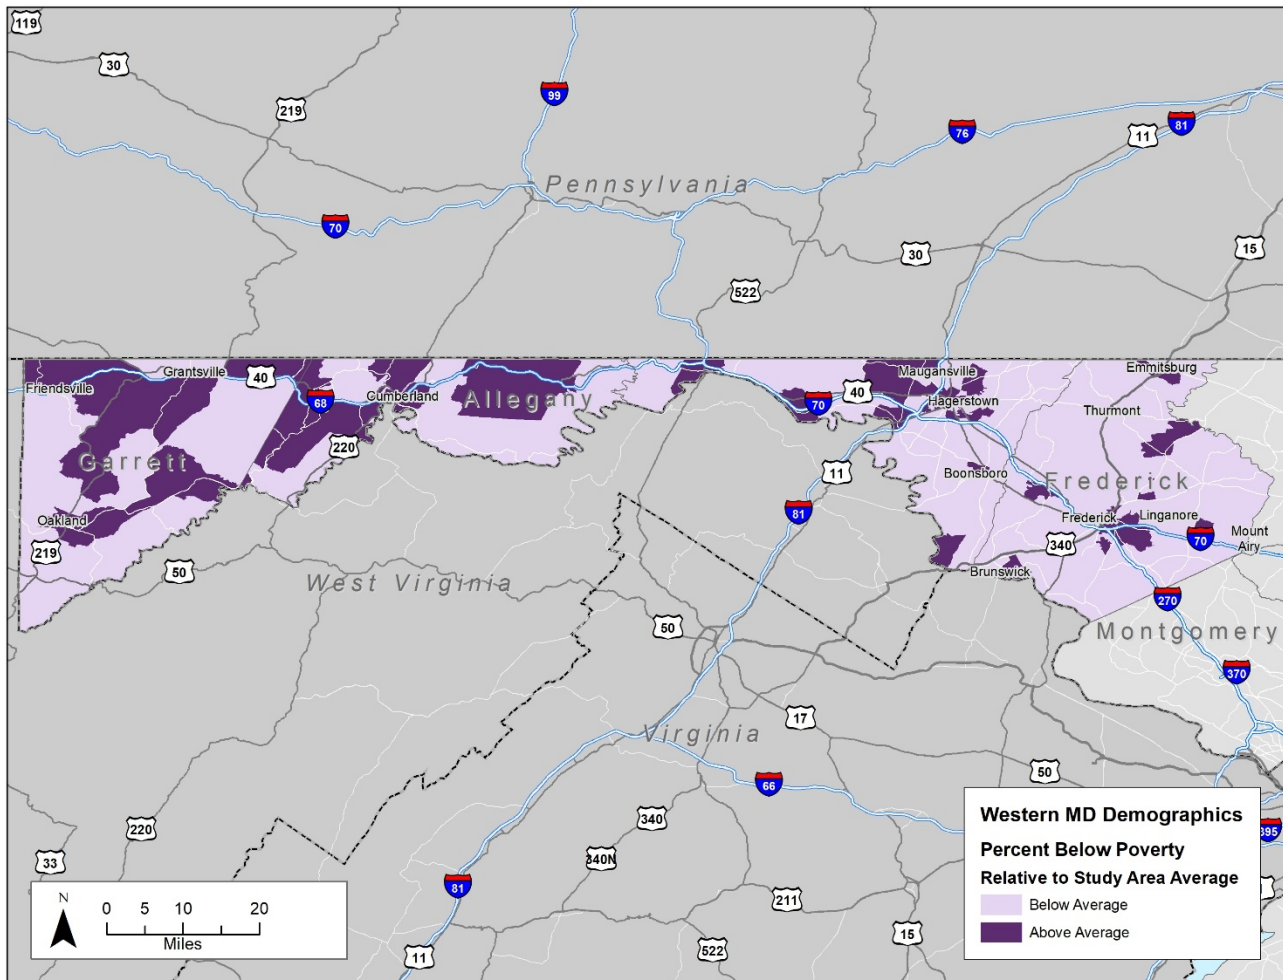 119
30
219
99
76
11
81
Pennsylvania
70
15
30
522
Friendsville
Grantsville
40
68
Cumberland
Allegany
70
40
Maugansville
Hagerstown
Emmitsburg
Thurmont
220
Garrett
11
Boonsboro
Frederick
Oakland
81
Frederick
Linganore
219
340
70
Mount
Airy
50
West Virginia
Brunswick
270
50
Montgomery
370
17
Virginia
50
66
340
220
340N
33
81
211
11
522
15
395
N
0 5 10 20
Miles
Western MD Demographics
Percent Below Poverty
Relative to Study Area Average
Below Average
Above Average